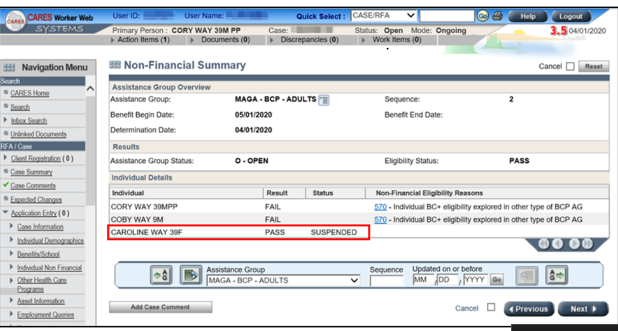 CARES CARES Worker Web User ID: User Name: Quick Select : CASE/RFA Go Help Logout
SYSTEMS Primary Person : CORY WAY 39M PP Case: Status: Open Mode: Ongoing 3.5 04/01/2020
Action Items (1) Documents (0) Discrepancies (0) Work Items (0)
Navigation Menu
Non-Financial Summary Cancel Reset
Search
CARES Home
Search
Inbox Search
Unlinked Documents
RFA / Case
Client Registration ( 0 )
Case Summary
Case Comments
Expected Changes
Application Entry ( 0 )
Case Information
Individual Demographics
Benefits/School
Individual Non Financial
Other Health Care
Programs
Asset Information
Employment Queries
Assistance Group Overview
Assistance Group: MAGA - BCP - ADULTS Sequence: 2
Benefit Begin Date: 05/01/2020 Benefit End Date:
Determination Date: 04/01/2020
Results
Assistance Group Status: O - OPEN Eligibility Status: PASS
Individual Details
Individual Result Status Non-Financial Eligibility Reasons
CORY WAY 39MPP FAIL 570 - Individual BC+ eligibility explored in other type of BCP AG
COBY WAY 9M FAIL 570 - Individual BC+ eligibility explored in other type of BCP AG
CAROLINE WAY 39F PASS SUSPENDED
Assistance Group Sequence Updated on or before
MAGA - BCP - ADULTS MM / DD / YYYY Go
Add Case Comment Cancel Previous Next